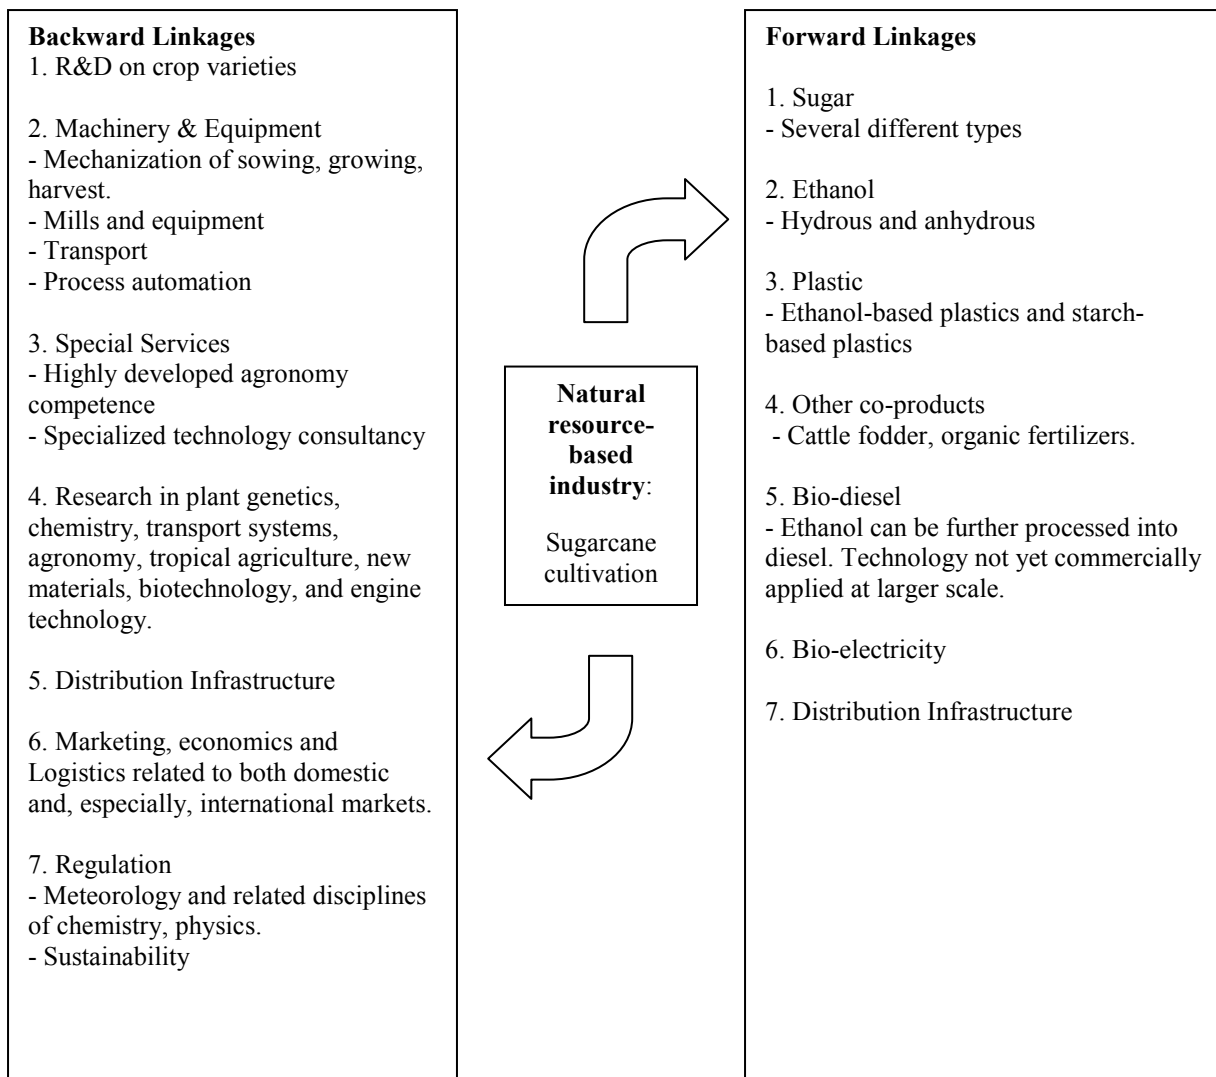 Backward Linkages
1. R&D on crop varieties
2. Machinery & Equipment
- Mechanization of sowing, growing,
harvest.
- Mills and equipment
- Transport
- Process automation
3. Special Services
- Highly developed agronomy
competence
- Specialized technology consultancy
4. Research in plant genetics,
chemistry, transport systems,
agronomy, tropical agriculture, new
materials, biotechnology, and engine
technology.
5. Distribution Infrastructure
6. Marketing, economics and
Logistics related to both domestic
and, especially, international markets.
7. Regulation
- Meteorology and related disciplines
of chemistry, physics.
- Sustainability
Natural
resource-
based
industry:
Sugarcane
cultivation
Forward Linkages
1. Sugar
- Several different types
2. Ethanol
- Hydrous and anhydrous
3. Plastic
- Ethanol-based plastics and starch-
based plastics
4. Other co-products
- Cattle fodder, organic fertilizers.
5. Bio-diesel
- Ethanol can be further processed into
diesel. Technology not yet commercially
applied at larger scale.
6. Bio-electricity
7. Distribution Infrastructure